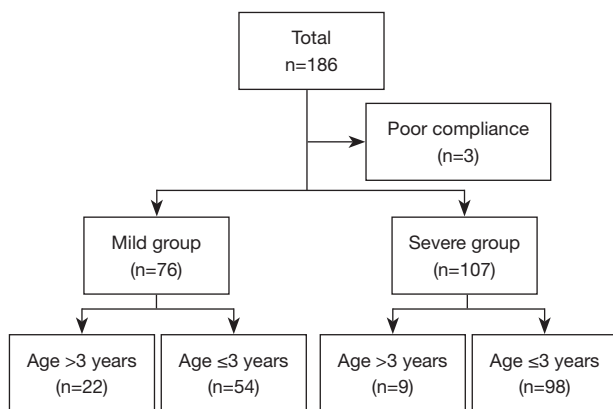 Total
n=186
Poor compliance
(n=3)
Mild group
(n=76)
Severe group
(n=107)
Age >3 years
(n=22)
Age ≤3 years
(n=54)
Age >3 years
(n=9)
Age ≤3 years
(n=98)